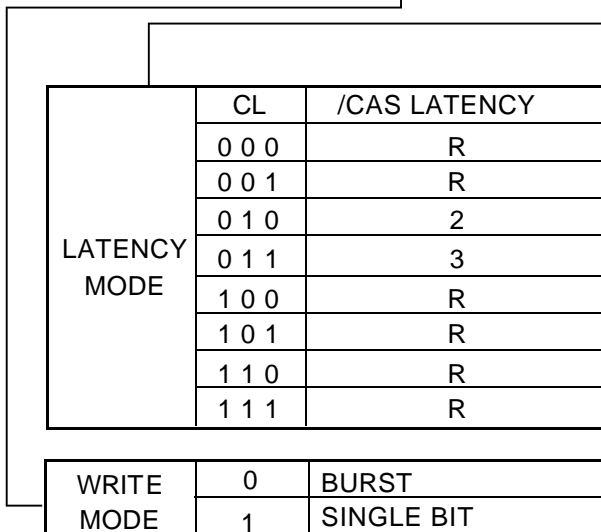 CL /CAS LATENCY
0 0 0 R
0 0 1 R
0 1 0 2
LATENCY MODE
0 1 1 3
1 0 0 R
1 0 1 R
1 1 0 R
1 1 1 R
WRITE MODE
0 BURST
1 SINGLE BIT